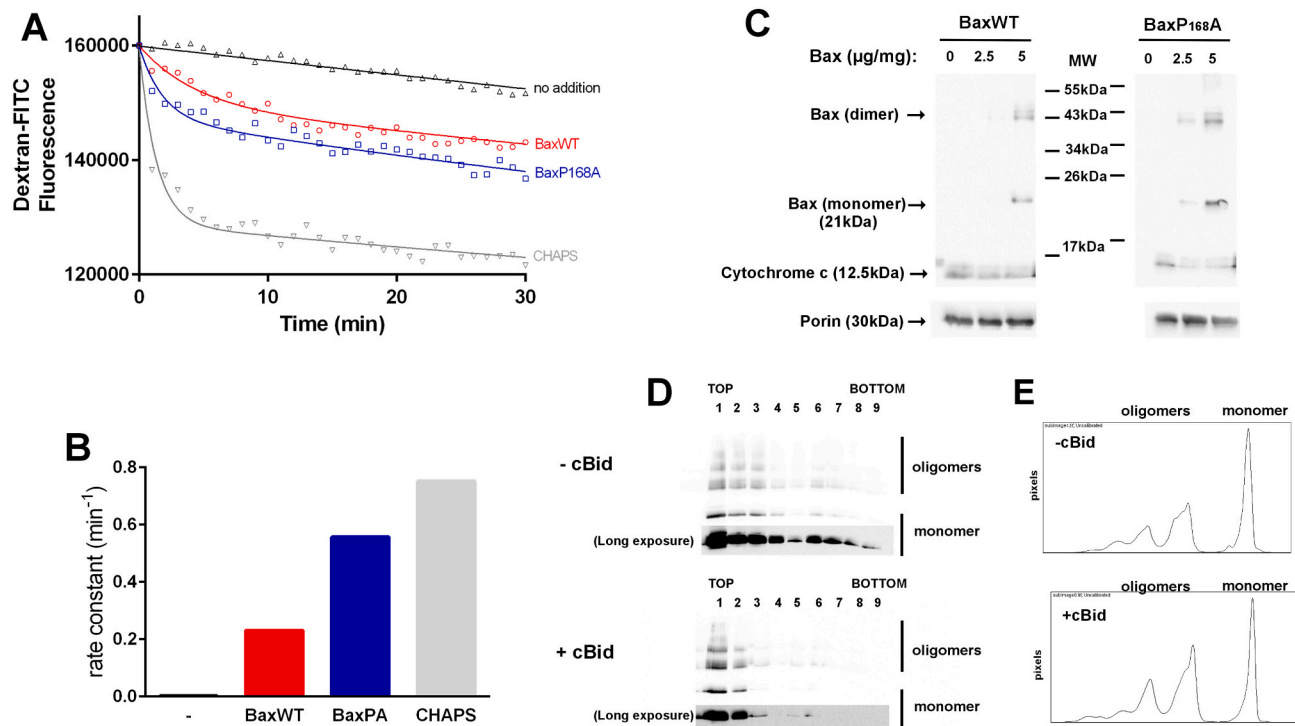 A
160000
140000
120000
Dextran-FITC
Fluorescence
no addition
BaxWT
BaxP168A
CHAPS
0 10 20 30
Time (min)
B
0.8
0.6
0.4
0.2
0.0
rate constant (min-1)
- BaxWT BaxPA CHAPS
C
BaxWT BaxP168A
Bax (µg/mg): 0 2.5 5 MW 0 2.5 5
55kDa
Bax (dimer)
43kDa
34kDa
26kDa
Bax (monomer)
(21kDa)
17kDa
Cytochrome c (12.5kDa)
Porin (30kDa)
D
TOP BOTTOM
1 2 3 4 5 6 7 8 9
- cBid
oligomers
monomer
(Long exposure)
TOP BOTTOM
1 2 3 4 5 6 7 8 9
+ cBid
oligomers
monomer
(Long exposure)
E
oligomers monomer
-cBid
pixels
oligomers monomer
+cBid
pixels